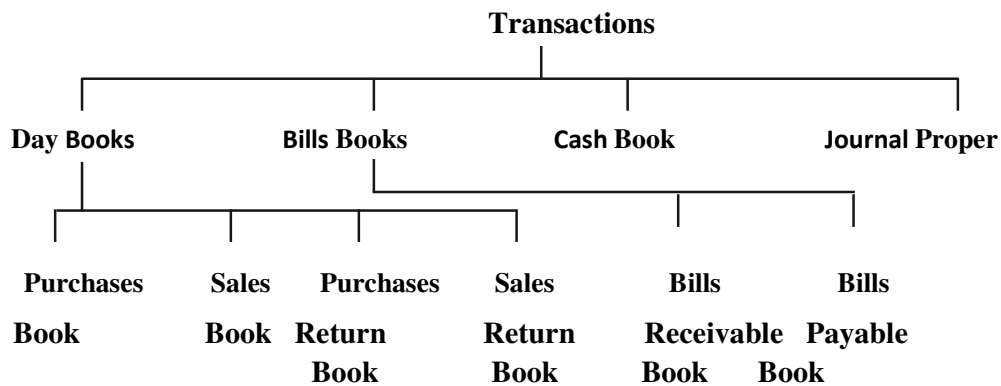 Transactions
Day Books Bills Books Cash Book Journal Proper
Purchases Sales Purchases Sales Bills Bills
Book Book Return Return Receivable Payable
Book Book Book Book